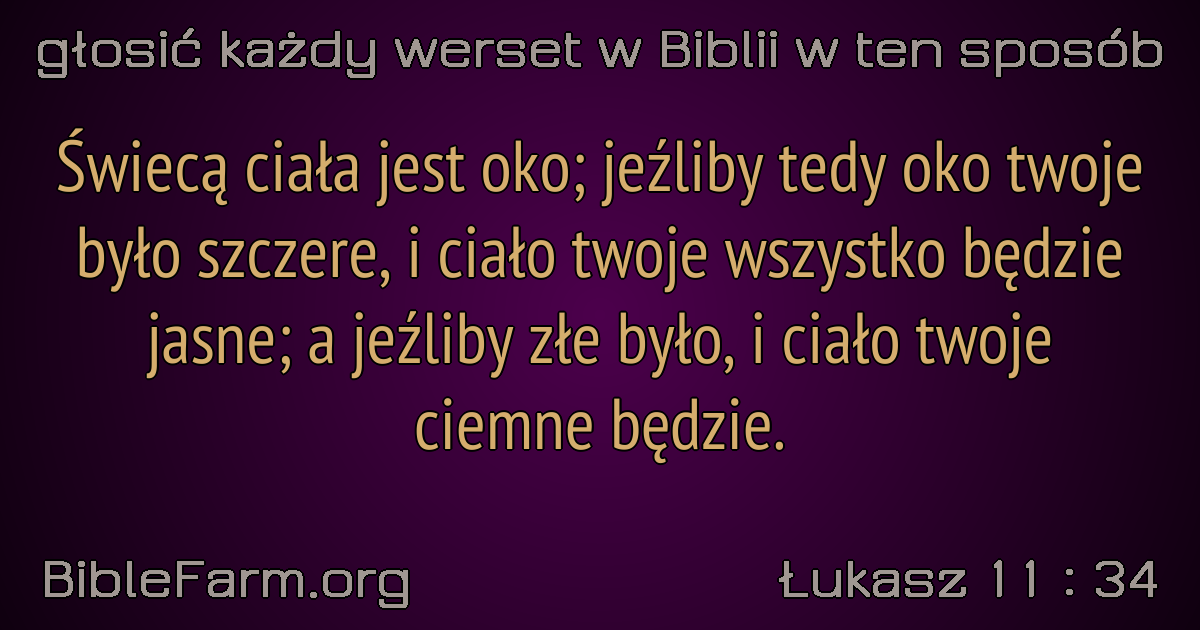 głosić każdy werset w Biblii w ten sposób
Świecą ciała jest oko; jeźliby tedy oko twoje
było szczere, i ciało twoje wszystko będzie
jasne; a jeźliby złe było, i ciało twoje
ciemne będzie.
BibleFarm.org
Łukasz 11 : 34